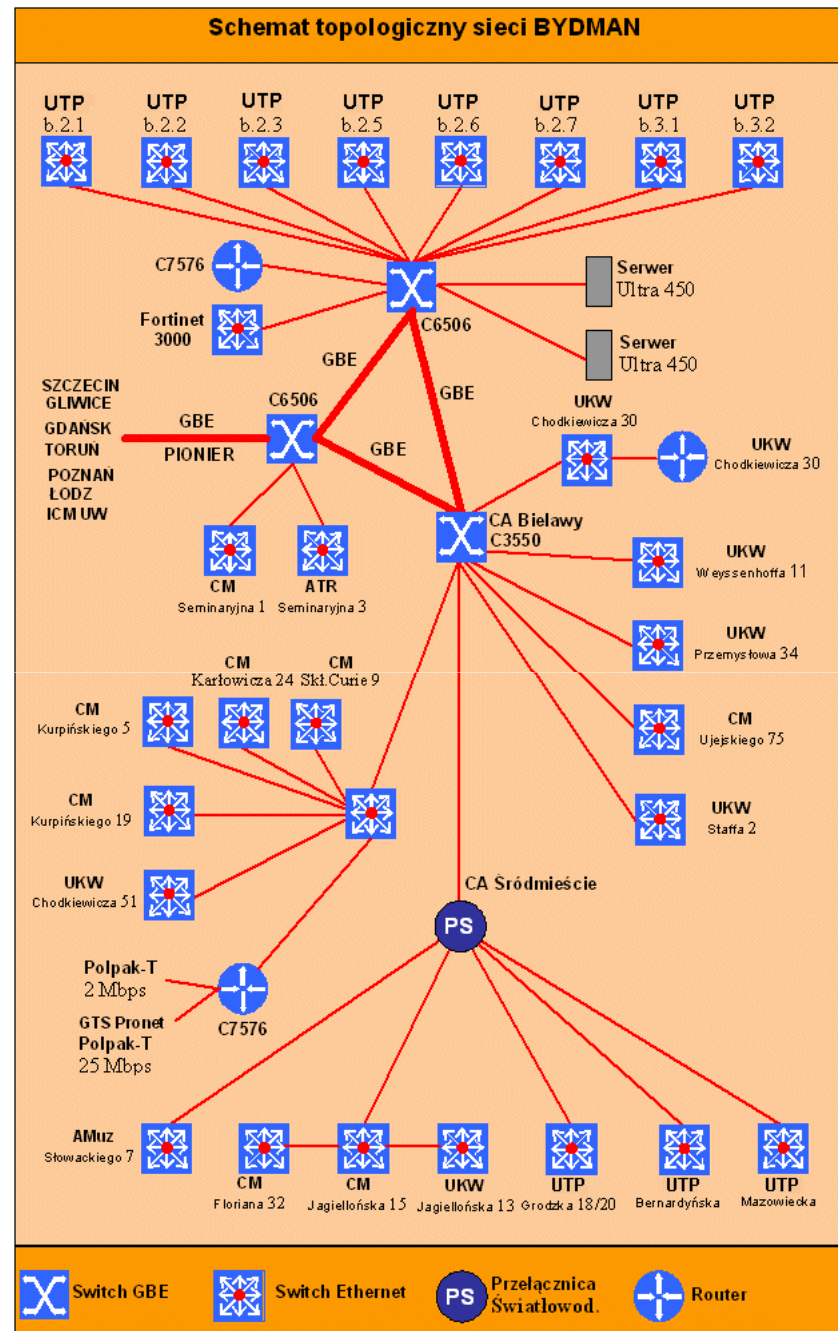 Schemat topologiczny sieci BYDMAN
UTP
b.2.1
UTP
b.2.2
UTP
b.2.3
UTP
b.2.5
UTP
b.2.6
UTP
b.2.7
UTP
b.3.1
UTP
b.3.2
C7576
Fortinet
3000
C6506
Serwer
Ultra 450
Serwer
Ultra 450
GBE
GBE
GBE
SZCZECIN
GLIWICE
GDAŃSK
TORUŃ
POZNAŃ
ŁODZ
ICM UW
GBE
PIONIER
C6506
UKW
Chodkiewicza 30
UKW
Chodkiewicza 30
CA Bielawy
C3550
CM
Seminaryjna 1
ATR
Seminaryjna 3
UKW
Weyssenhoffa 11
UKW
Przemysłowa 34
CM
Ujejskiego 75
UKW
Staffa 2
CM
Karłowicza 24
CM
Skł.Curie 9
CM
Kurpińskiego 5
CM
Kurpińskiego 19
UKW
Chodkiewicza 51
CA Śródmieście
PS
Polpak-T
2 Mbps
GTS Pronet
Polpak-T
25 Mbps
C7576
AMuz
Słowackiego 7
CM
Floriana 32
CM
Jagiellońska 15
UKW
Jagiellońska 13
UTP
Grodzka 18/20
UTP
Bernardyńska
UTP
Mazowiecka
Switch GBE
Switch Ethernet
PS
Przełącznica
Światłowod.
Router